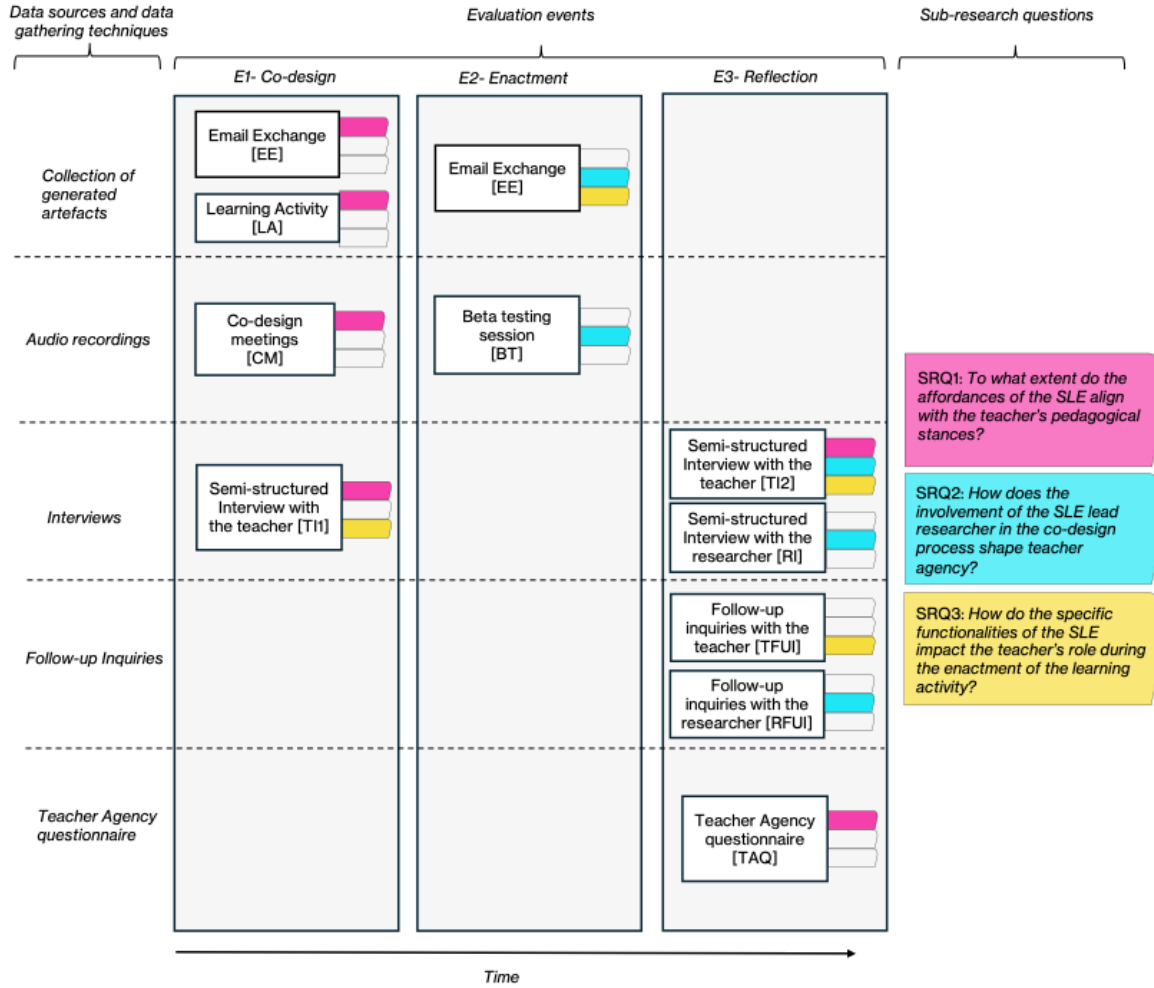 Data sources and data
gathering techniques
Evaluation events
Sub-research questions
E1- Co-design
E2- Enactment
E3- Reflection
Collection of
generated
artefacts
Email Exchange
[EE]
Learning Activity
[LA]
Email Exchange
[EE]
Audio recordings
Co-design
meetings
[CM]
Beta testing
session
[BT]
Interviews
Semi-structured
Interview with
the teacher [TI1]
Semi-structured
Interview with the
teacher [TI2]
Semi-structured
Interview with the
researcher [RI]
Follow-up Inquiries
Follow-up
inquiries with the
teacher [TFUI]
Follow-up
inquiries with the
researcher [RFUI]
Teacher Agency
questionnaire
Teacher Agency
questionnaire
[TAQ]
SRQ1: To what extent do the
affordances of the SLE align
with the teacher's pedagogical
stances?
SRQ2: How does the
involvement of the SLE lead
researcher in the co-design
process shape teacher
agency?
SRQ3: How do the specific
functionalities of the SLE
impact the teacher's role during
the enactment of the learning
activity?
Time